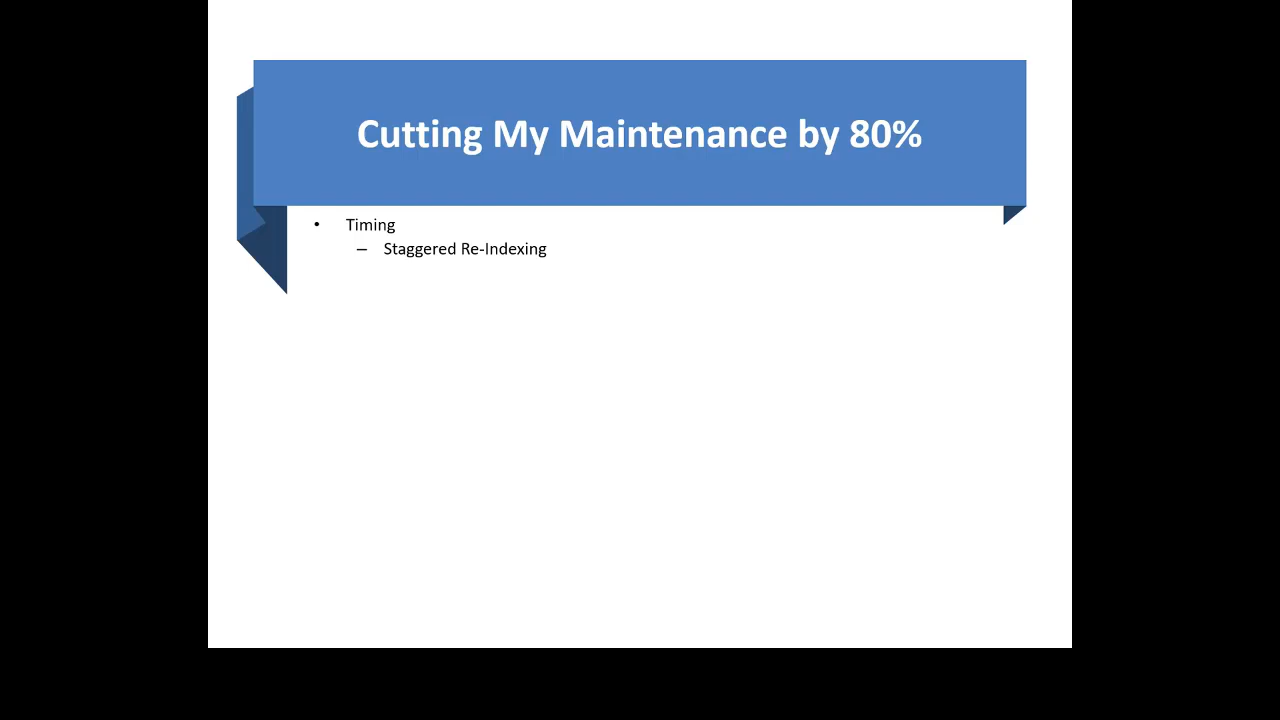 Cutting My Maintenance by 80%
• Timing
– Staggered Re-Indexing